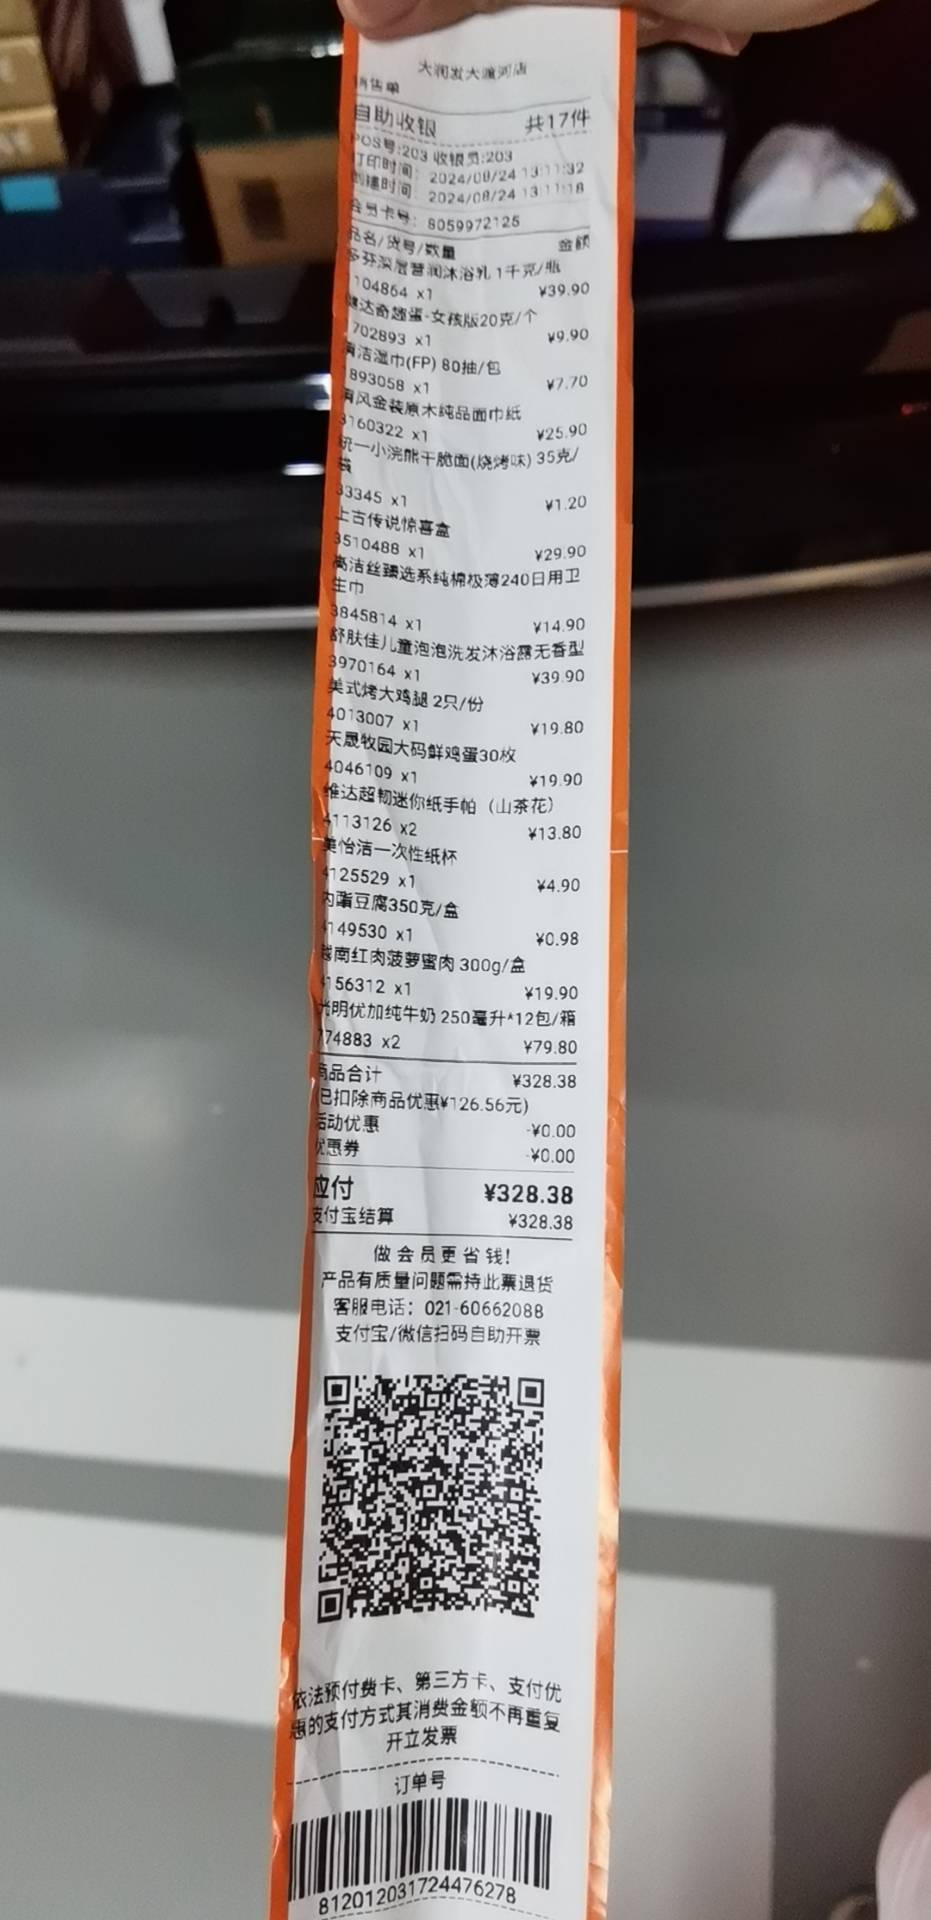 大润发大渡河店
销售单
自助收银 共17件
POS号:203 收银员:203
打印时间: 2024/08/24 13:11:32
创建时间: 2024/08/24 13:11:18
会员卡号: 8059972125
品名/货号/数量 金额
多芬深层营润沐浴乳 1千克/瓶
104864 x1 ¥39.90
健达奇趣蛋-女孩版20克/个
702893 x1 ¥9.90
清洁湿巾(FP) 80抽/包
893058 x1 ¥7.70
清风金装原木纯品面巾纸
3160322 x1 ¥25.90
统一小浣熊干脆面(烧烤味) 35克/
袋
33345 x1 ¥1.20
上古传说惊喜盒
3510488 x1 ¥29.90
高洁丝臻选系纯棉极薄240日用卫
生巾
3845814 x1 ¥14.90
舒肤佳儿童泡泡洗发沐浴露无香型
3970164 x1 ¥39.90
美式烤大鸡腿 2只/份
4013007 x1 ¥19.80
天晟牧园大码鲜鸡蛋30枚
4046109 x1 ¥19.90
维达超韧迷你纸手帕（山茶花）
4113126 x2 ¥13.80
美怡洁一次性纸杯
4125529 x1 ¥4.90
内酯豆腐350克/盒
4149530 x1 ¥0.98
越南红肉菠萝蜜肉 300g/盒
4156312 x1 ¥19.90
光明优加纯牛奶 250毫升*12包/箱
774883 x2 ¥79.80
商品合计 ¥328.38
(已扣除商品优惠¥126.56元)
活动优惠 -¥0.00
优惠券 -¥0.00
应付 ¥328.38
支付宝结算 ¥328.38
做会员更省钱!
产品有质量问题需持此票退货
客服电话: 021-60662088
支付宝/微信扫码自助开票
依法预付费卡、第三方卡、支付优
惠的支付方式其消费金额不再重复
开立发票
订单号
812012031724476278